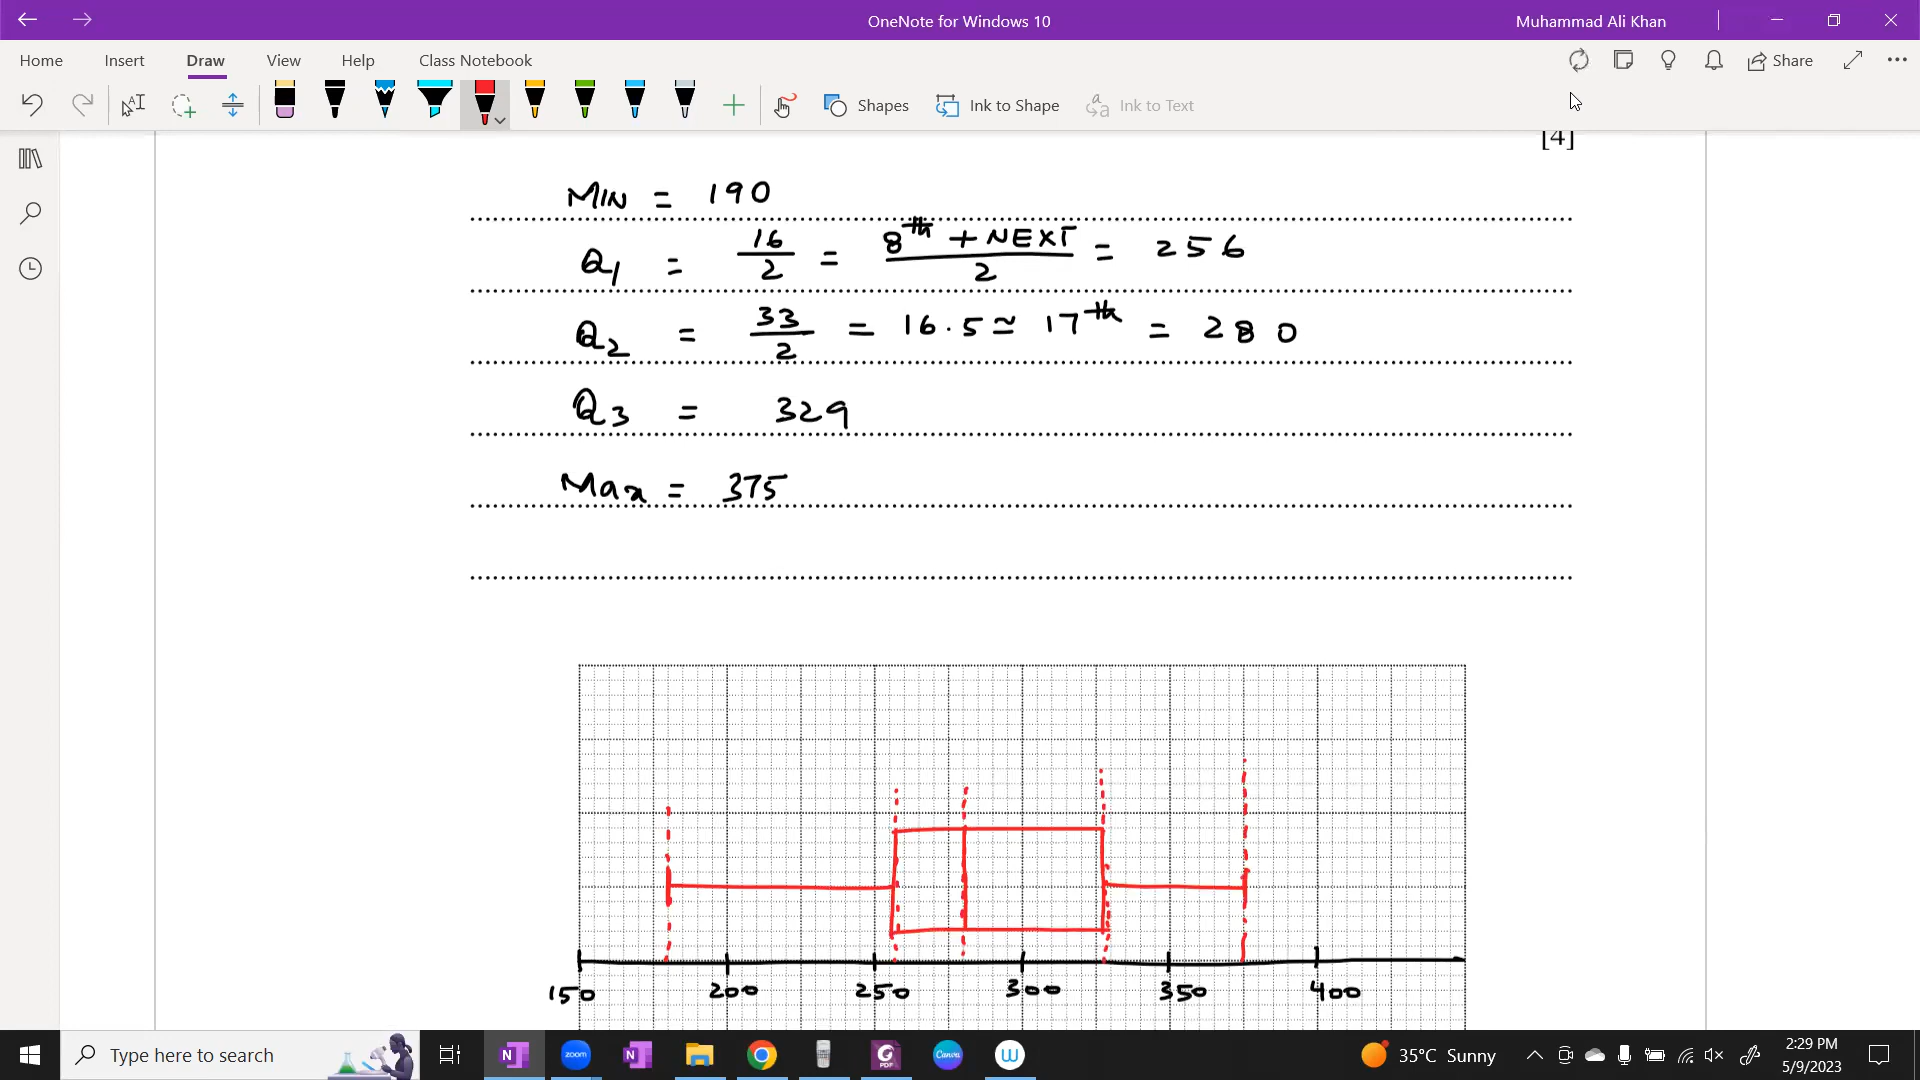 OneNote for Windows 10
Muhammad Ali Khan
Home Insert Draw View Help Class Notebook
Share
Shapes Ink to Shape Ink to Text
[4]
MIN = 190
Q1 = 16/2 = 8th + NEXT/2 = 256
Q2 = 33/2 = 16.5 ≃ 17th = 280
Q3 = 329
Max = 375
150 200 250 300 350 400
Type here to search
zoom
Canva
35°C Sunny
2:29 PM
5/9/2023